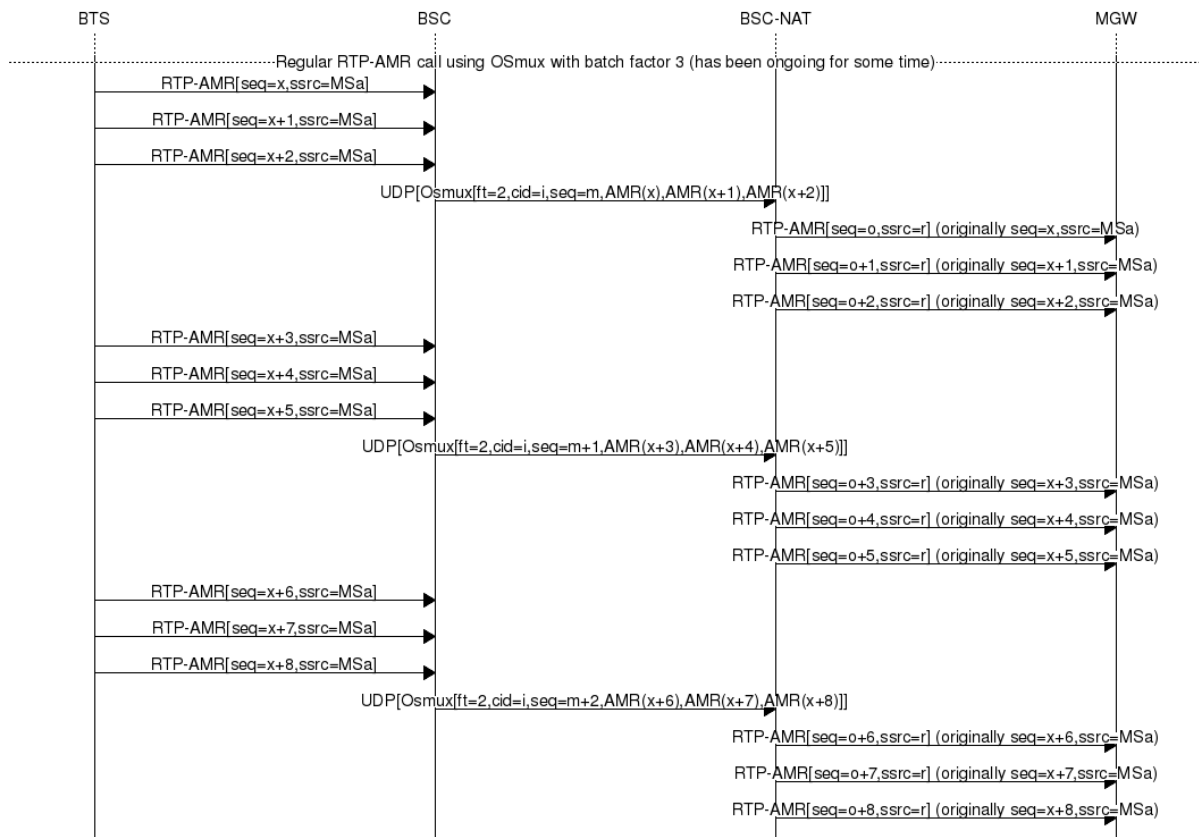 BTS BSC BSC-NAT MGW
Regular RTP-AMR call using OSmux with batch factor 3 (has been ongoing for some time)
RTP-AMR[seq=x,ssrc=MSa]
RTP-AMR[seq=x+1,ssrc=MSa]
RTP-AMR[seq=x+2,ssrc=MSa]
UDP[Osmux[ft=2,cid=i,seq=m,AMR(x),AMR(x+1),AMR(x+2)]]
RTP-AMR[seq=o,ssrc=r] (originally seq=x,ssrc=MSa)
RTP-AMR[seq=o+1,ssrc=r] (originally seq=x+1,ssrc=MSa)
RTP-AMR[seq=o+2,ssrc=r] (originally seq=x+2,ssrc=MSa)
RTP-AMR[seq=x+3,ssrc=MSa]
RTP-AMR[seq=x+4,ssrc=MSa]
RTP-AMR[seq=x+5,ssrc=MSa]
UDP[Osmux[ft=2,cid=i,seq=m+1,AMR(x+3),AMR(x+4),AMR(x+5)]]
RTP-AMR[seq=o+3,ssrc=r] (originally seq=x+3,ssrc=MSa)
RTP-AMR[seq=o+4,ssrc=r] (originally seq=x+4,ssrc=MSa)
RTP-AMR[seq=o+5,ssrc=r] (originally seq=x+5,ssrc=MSa)
RTP-AMR[seq=x+6,ssrc=MSa]
RTP-AMR[seq=x+7,ssrc=MSa]
RTP-AMR[seq=x+8,ssrc=MSa]
UDP[Osmux[ft=2,cid=i,seq=m+2,AMR(x+6),AMR(x+7),AMR(x+8)]]
RTP-AMR[seq=o+6,ssrc=r] (originally seq=x+6,ssrc=MSa)
RTP-AMR[seq=o+7,ssrc=r] (originally seq=x+7,ssrc=MSa)
RTP-AMR[seq=o+8,ssrc=r] (originally seq=x+8,ssrc=MSa)